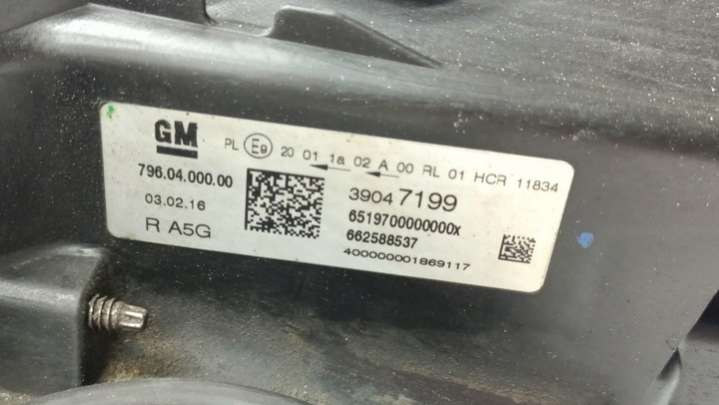 GM
PL E9 20 01 1a 02 A 00 RL 01 HCR 11834
796.04.000.00
03.02.16
R A5G
39047199
6519700000000x
662588537
400000001869117